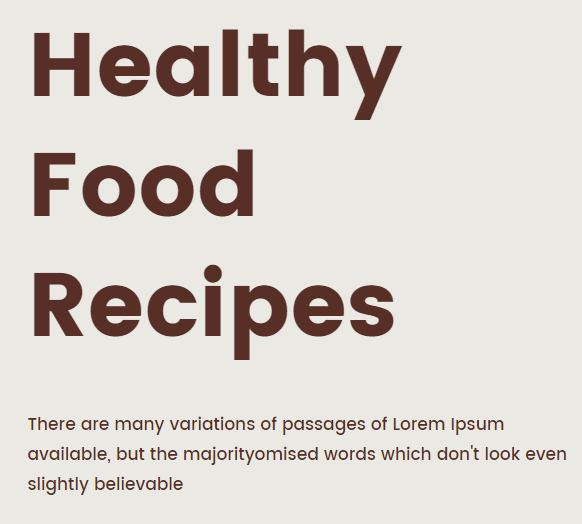 Healthy
Food
Recipes
There are many variations of passages of Lorem Ipsum
available, but the majorityomised words which don't look even
slightly believable